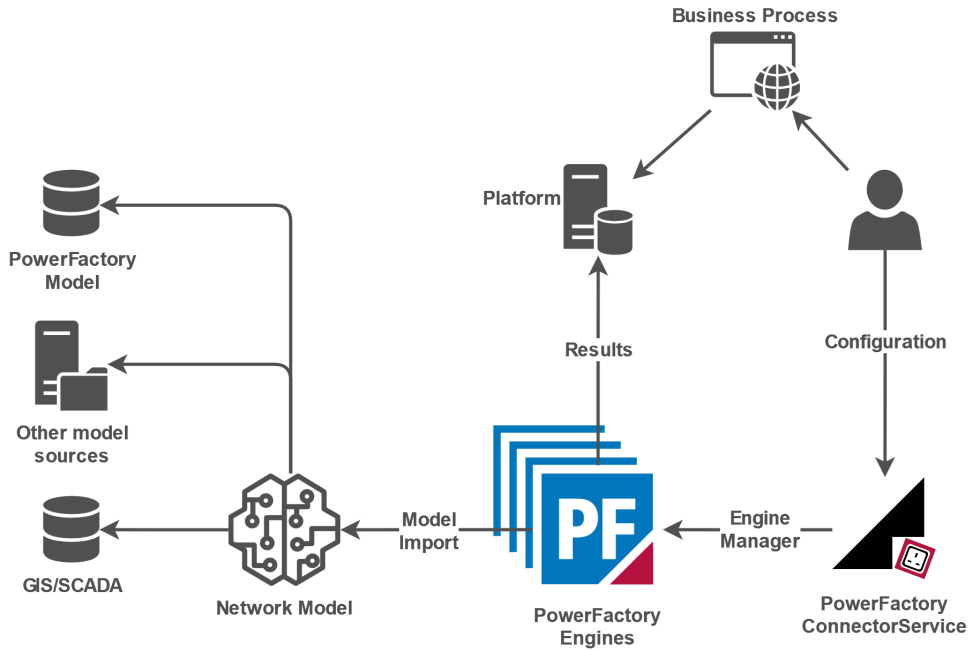 Business Process
Platform
PowerFactory
Model
Results
Configuration
Other model
sources
GIS/SCADA
Network Model
Model
Import
PF
PowerFactory
Engines
Engine
Manager
PowerFactory
ConnectorService